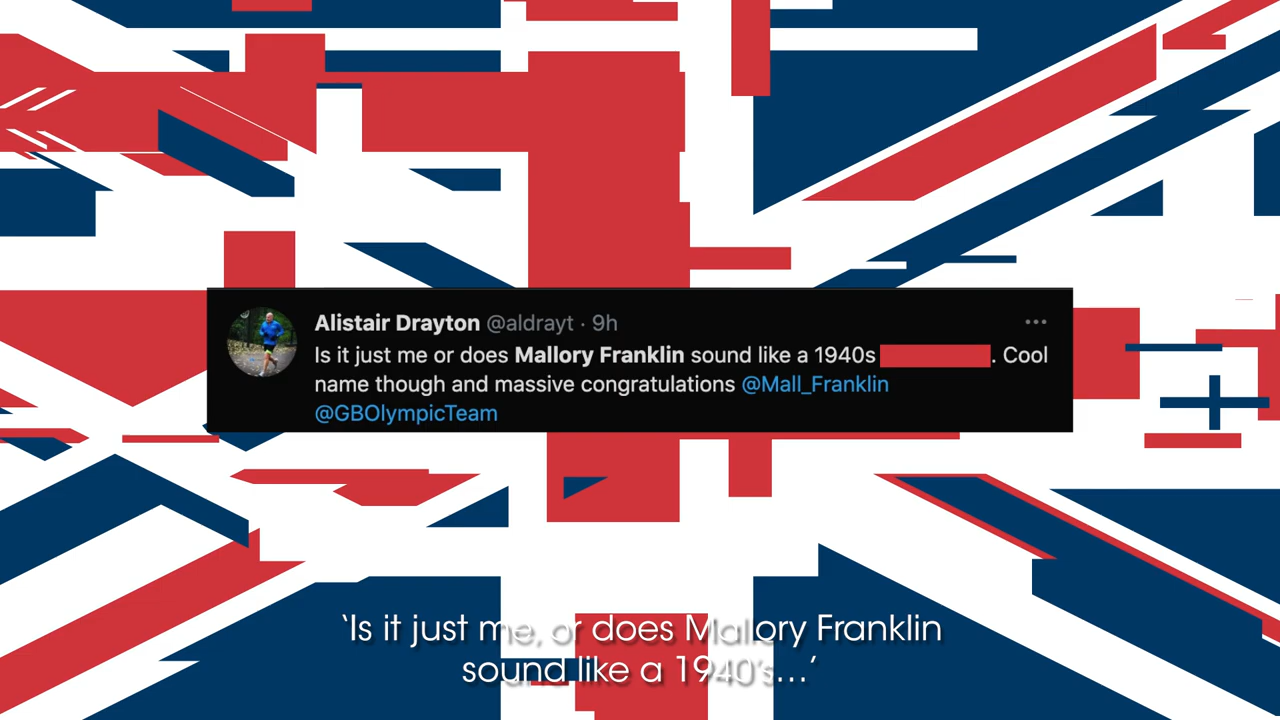 Alistair Drayton @aldrayt · 9h
Is it just me or does Mallory Franklin sound like a 1940s . Cool
name though and massive congratulations @Mall_Franklin
@GBOlympicTeam
‘Is it just me, or does Mallory Franklin
sound like a 1940’s…’